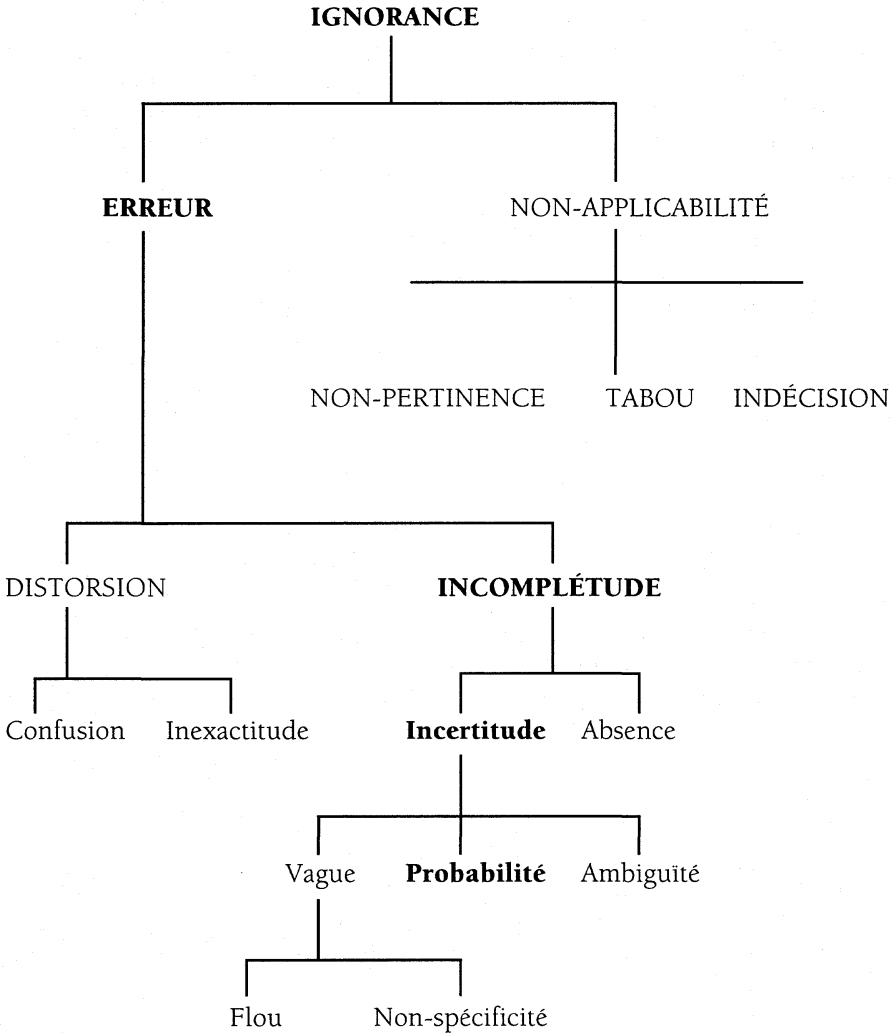 IGNORANCE
ERREUR NON-APPLICABILITÉ
NON-PERTINENCE TABOU INDÉCISION
DISTORSION INCOMPLÉTUDE
Confusion Inexactitude Incertitude Absence
Vague Probabilité Ambiguïté
Flou Non-spécificité